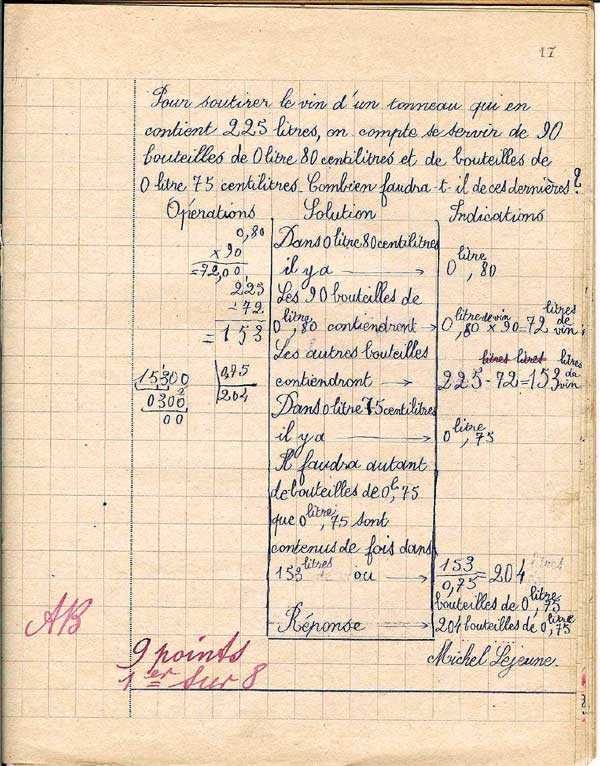 17
Pour soutirer le vin d'un tonneau qui en
contient 225 litres, on compte se servir de 90
bouteilles de 0 litre 80 centilitres et de bouteilles de
0 litre 75 centilitres. Combien faudra-t-il de ces dernières?
Opérations Solution Indications
0,80
× 90
=72,00
225
-72
= 153
15300 0,75
0300 204
00
Dans 0 litre 80 centilitres
il y a → 0 litre, 80
Les 90 bouteilles de
0 litre, 80 contiendront → 0 litre de vin, 80 × 90 = 72 litres de vin
Les autres bouteilles
contiendront → 225 - 72 = 153 litres de vin
Dans 0 litre 75 centilitres
il y a → 0 litre, 75
Il faudra autant
de bouteilles de 0 l, 75
que 0 litre, 75 sont
contenus de fois dans
153 litres ou → 153/0,75 = 204
bouteilles de 0 litre, 75
Réponse → 204 bouteilles de 0 litre, 75
Michel Lejeune.
AB
9 points
1er sur 8